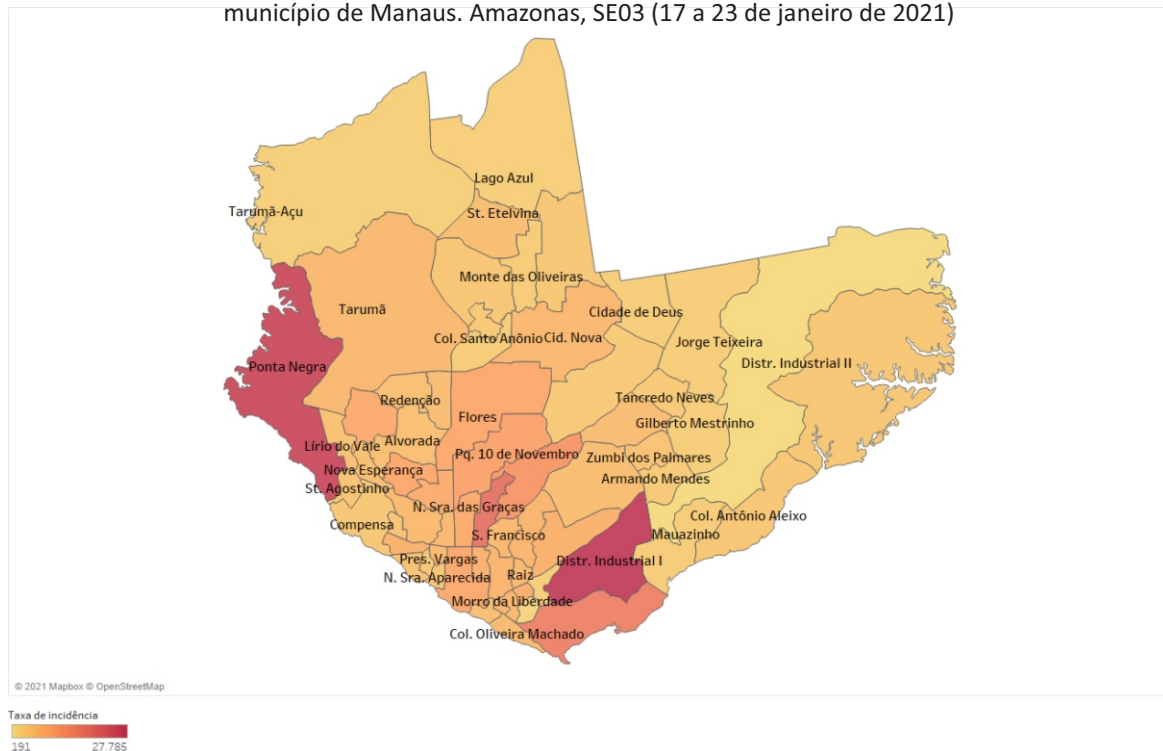 município de Manaus. Amazonas, SE03 (17 a 23 de janeiro de 2021)
Lago Azul
Tarumã-Açu
St. Etelvina
Monte das Oliveiras
Tarumã
Cidade de Deus
Col. Santo Anônio
Cid. Nova
Jorge Teixeira
Ponta Negra
Distr. Industrial II
Redenção
Tancredo Neves
Flores
Gilberto Mestrinho
Lírio do Vale
Alvorada
Pq. 10 de Novembro
Zumbi dos Palmares
Nova Esperança
Armando Mendes
St. Agostinho
N. Sra. das Graças
Col. Antônio Aleixo
Compensa
S. Francisco
Mauazinho
Pres. Vargas
Distr. Industrial I
N. Sra. Aparecida
Raiz
Morro da Liberdade
Col. Oliveira Machado
© 2021 Mapbox © OpenStreetMap
Taxa de incidência
191
27.785